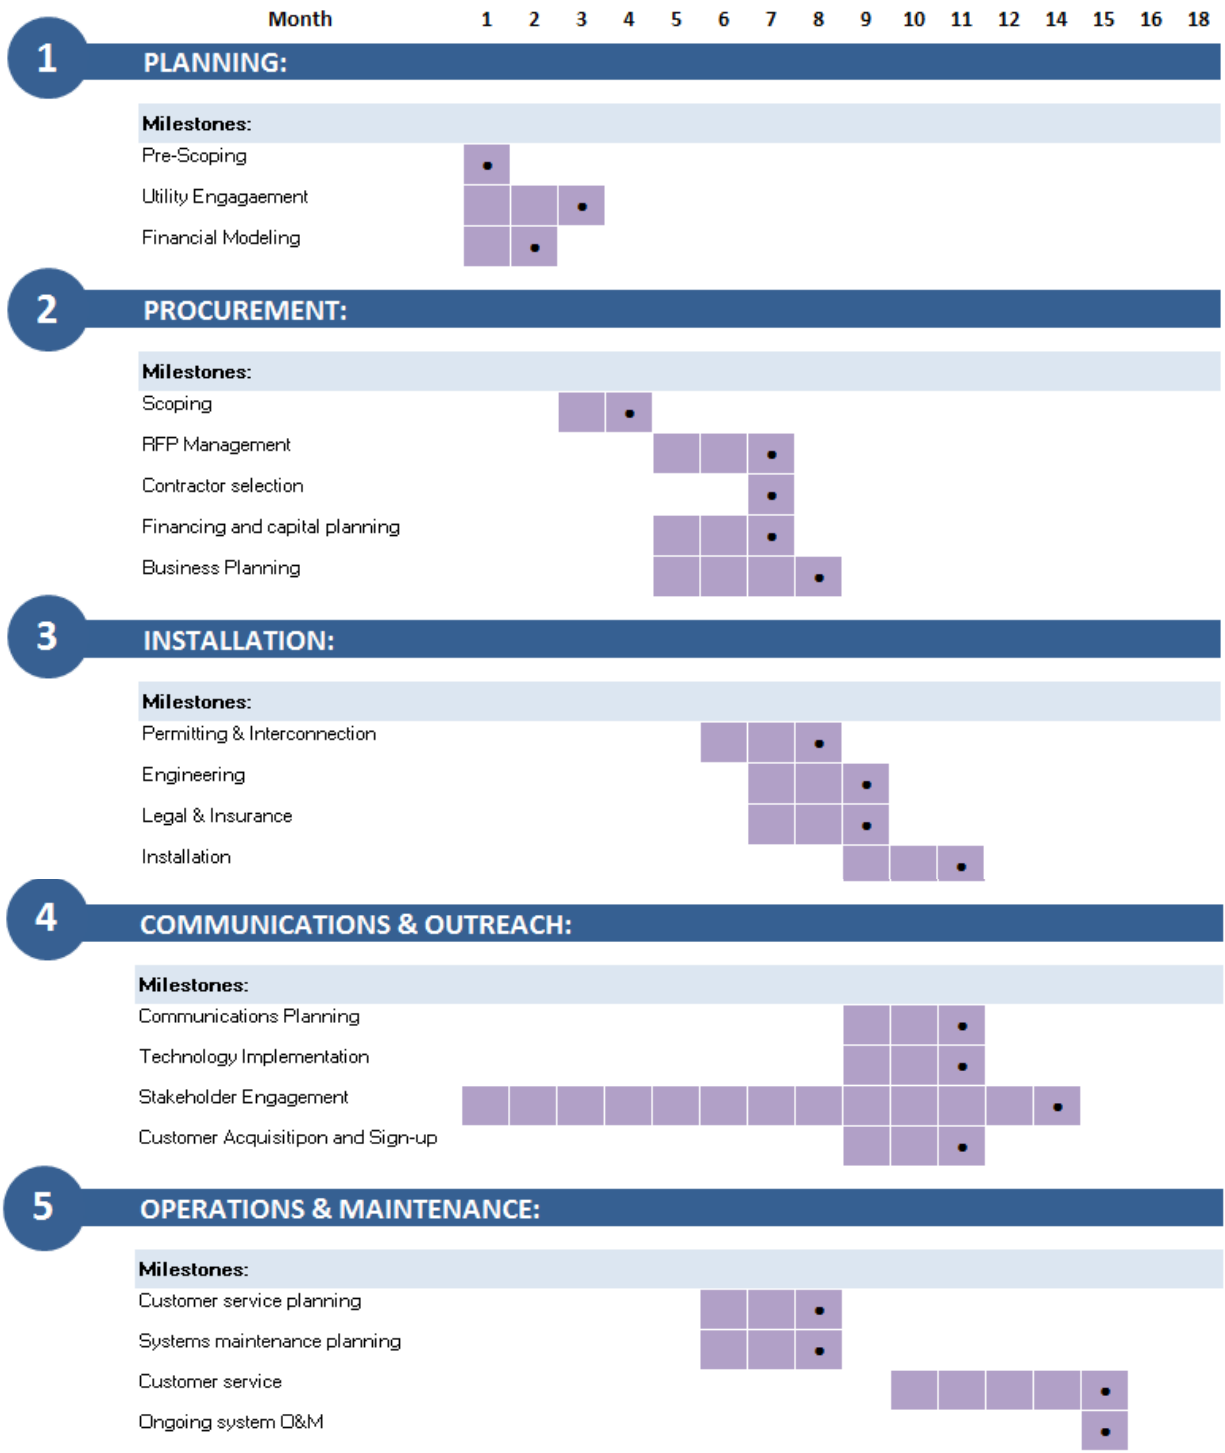 Month 1 2 3 4 5 6 7 8 9 10 11 12 14 15 16 18
1 PLANNING:
Milestones:
Pre-Scoping
Utility Engagaement
Financial Modeling
2 PROCUREMENT:
Milestones:
Scoping
RFP Management
Contractor selection
Financing and capital planning
Business Planning
3 INSTALLATION:
Milestones:
Permitting & Interconnection
Engineering
Legal & Insurance
Installation
4 COMMUNICATIONS & OUTREACH:
Milestones:
Communications Planning
Technology Implementation
Stakeholder Engagement
Customer Acquisitipon and Sign-up
5 OPERATIONS & MAINTENANCE:
Milestones:
Customer service planning
Systems maintenance planning
Customer service
Ongoing system O&M